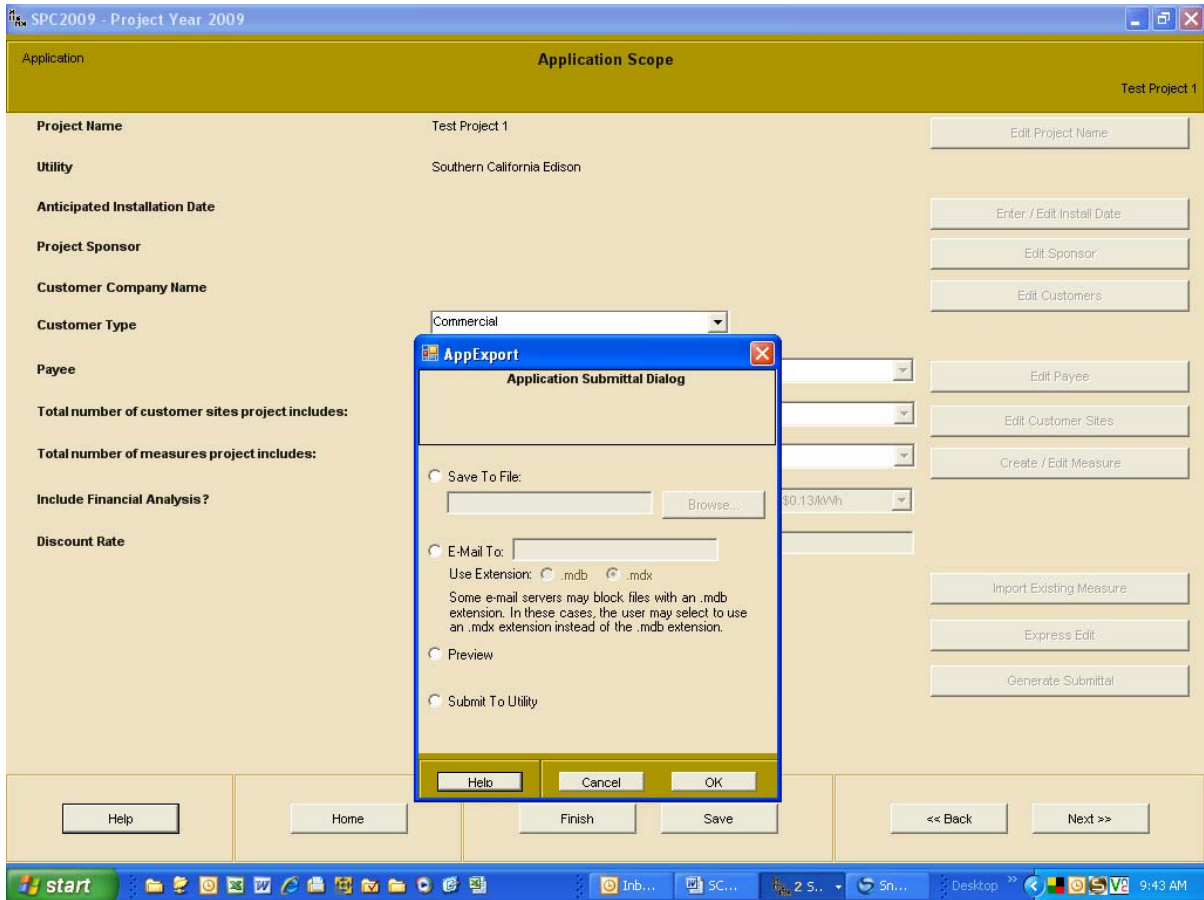 SPC2009 - Project Year 2009
Application
Application Scope
Test Project 1
Project Name
Test Project 1
Edit Project Name
Utility
Southern California Edison
Anticipated Installation Date
Enter / Edit Install Date
Project Sponsor
Edit Sponsor
Customer Company Name
Edit Customers
Customer Type
Commercial
Payee
Edit Payee
Total number of customer sites project includes:
Edit Customer Sites
Total number of measures project includes:
Create / Edit Measure
Include Financial Analysis?
$0.13/kWh
Discount Rate
Import Existing Measure
Express Edit
Generate Submittal
AppExport
Application Submittal Dialog
Save To File:
Browse...
E-Mail To:
Use Extension: .mdb .mdx
Some e-mail servers may block files with an .mdb
extension. In these cases, the user may select to use
an .mdx extension instead of the .mdb extension.
Preview
Submit To Utility
Help Cancel OK
Help Home Finish Save << Back Next >>
start Inb... SC... 2 S.. Sn... Desktop » 9:43 AM